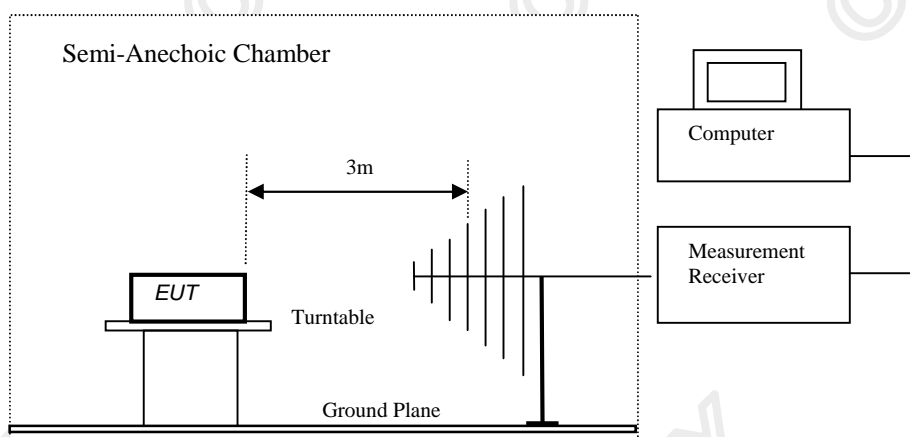 Semi-Anechoic Chamber
3m
EUT
Turntable
Ground Plane
Computer
Measurement
Receiver